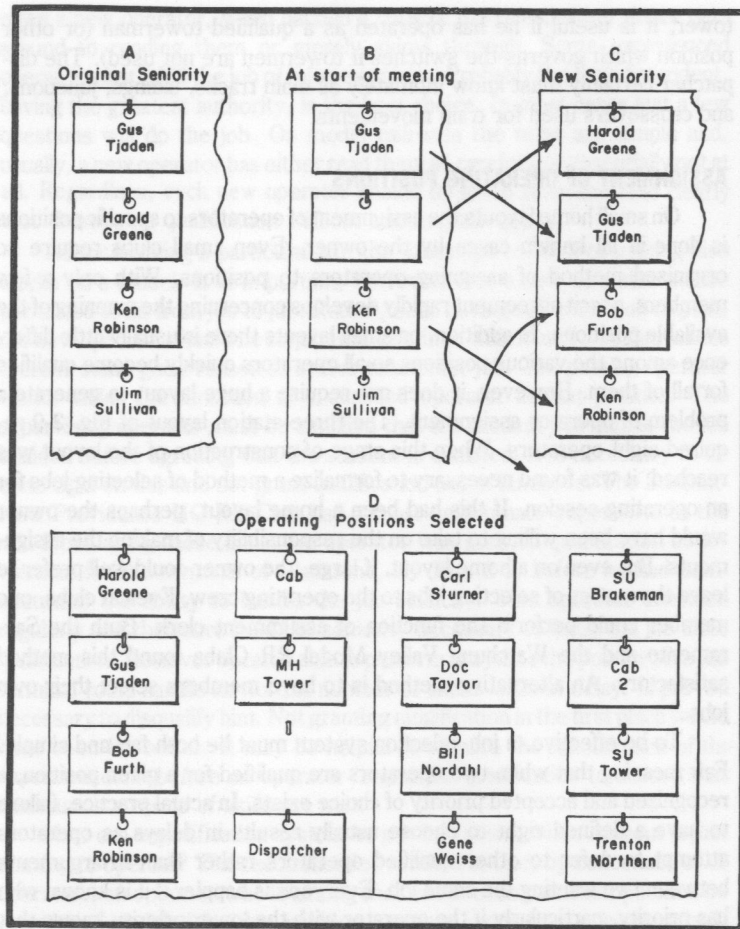 A
Original Seniority
Gus
Tjaden
Harold
Greene
Ken
Robinson
Jim
Sullivan
B
At start of meeting
Gus
Tjaden
Ken
Robinson
Jim
Sullivan
C
New Seniority
Harold
Greene
Gus
Tjaden
Bob
Furth
Ken
Robinson
D
Operating Positions Selected
Harold
Greene
Cab
I
Carl
Sturner
SU
Brakeman
Gus
Tjaden
MH
Tower
Don
Taylor
2
Bob
Furth
Bill
Nordahl
SU
Tower
Ken
Robinson
Dispatcher
Gene
Weiss
Trenton
Northern